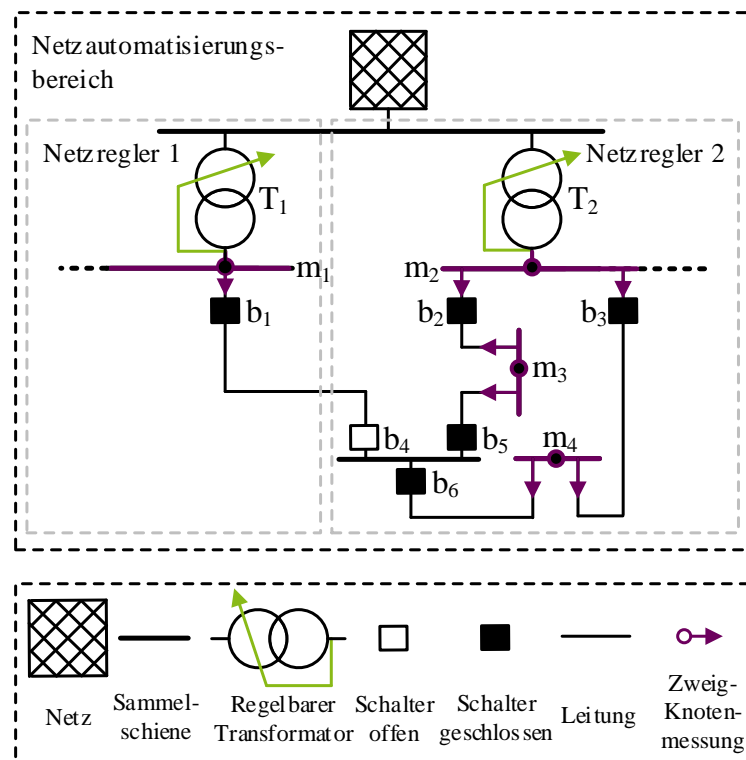 Netzautomatisierungs-
bereich
Netzregler 1
Netzregler 2
T₁
T₂
m₁
m₂
b₁
b₂
b₃
m₃
b₄
b₅
m₄
b₆
Netz
Sammel-
schiene
Regelbarer
Transformator
Schalter
offen
Schalter
geschlossen
Leitung
Zweig-
Knoten-
messung